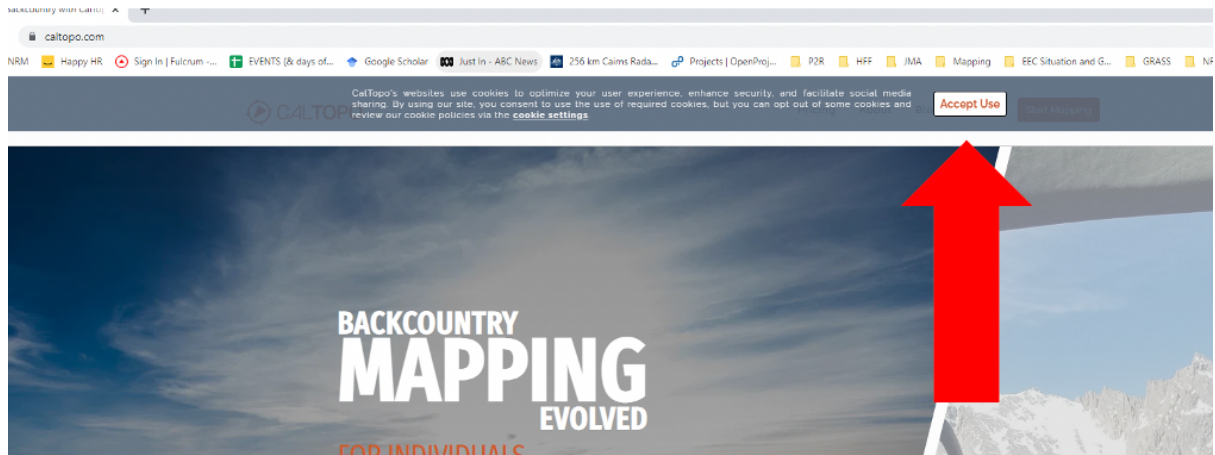 caltopo.com
NRM Happy HR Sign In | Fulcrum -... EVENTS (& days of... Google Scholar Just In - ABC News 256 km Cairns Rada... Projects | OpenProj... P2R HFF JMA Mapping EEC Situation and G... GRASS
CalTopo's websites use cookies to optimize your user experience, enhance security, and facilitate social media
sharing. By using our site, you consent to use the use of required cookies, but you can opt out of some cookies and
review our cookie policies via the cookie settings
Accept Use
CALTOPO
Start Mapping
BACKCOUNTRY
MAPPING
EVOLVED
FOR INDIVIDUALS